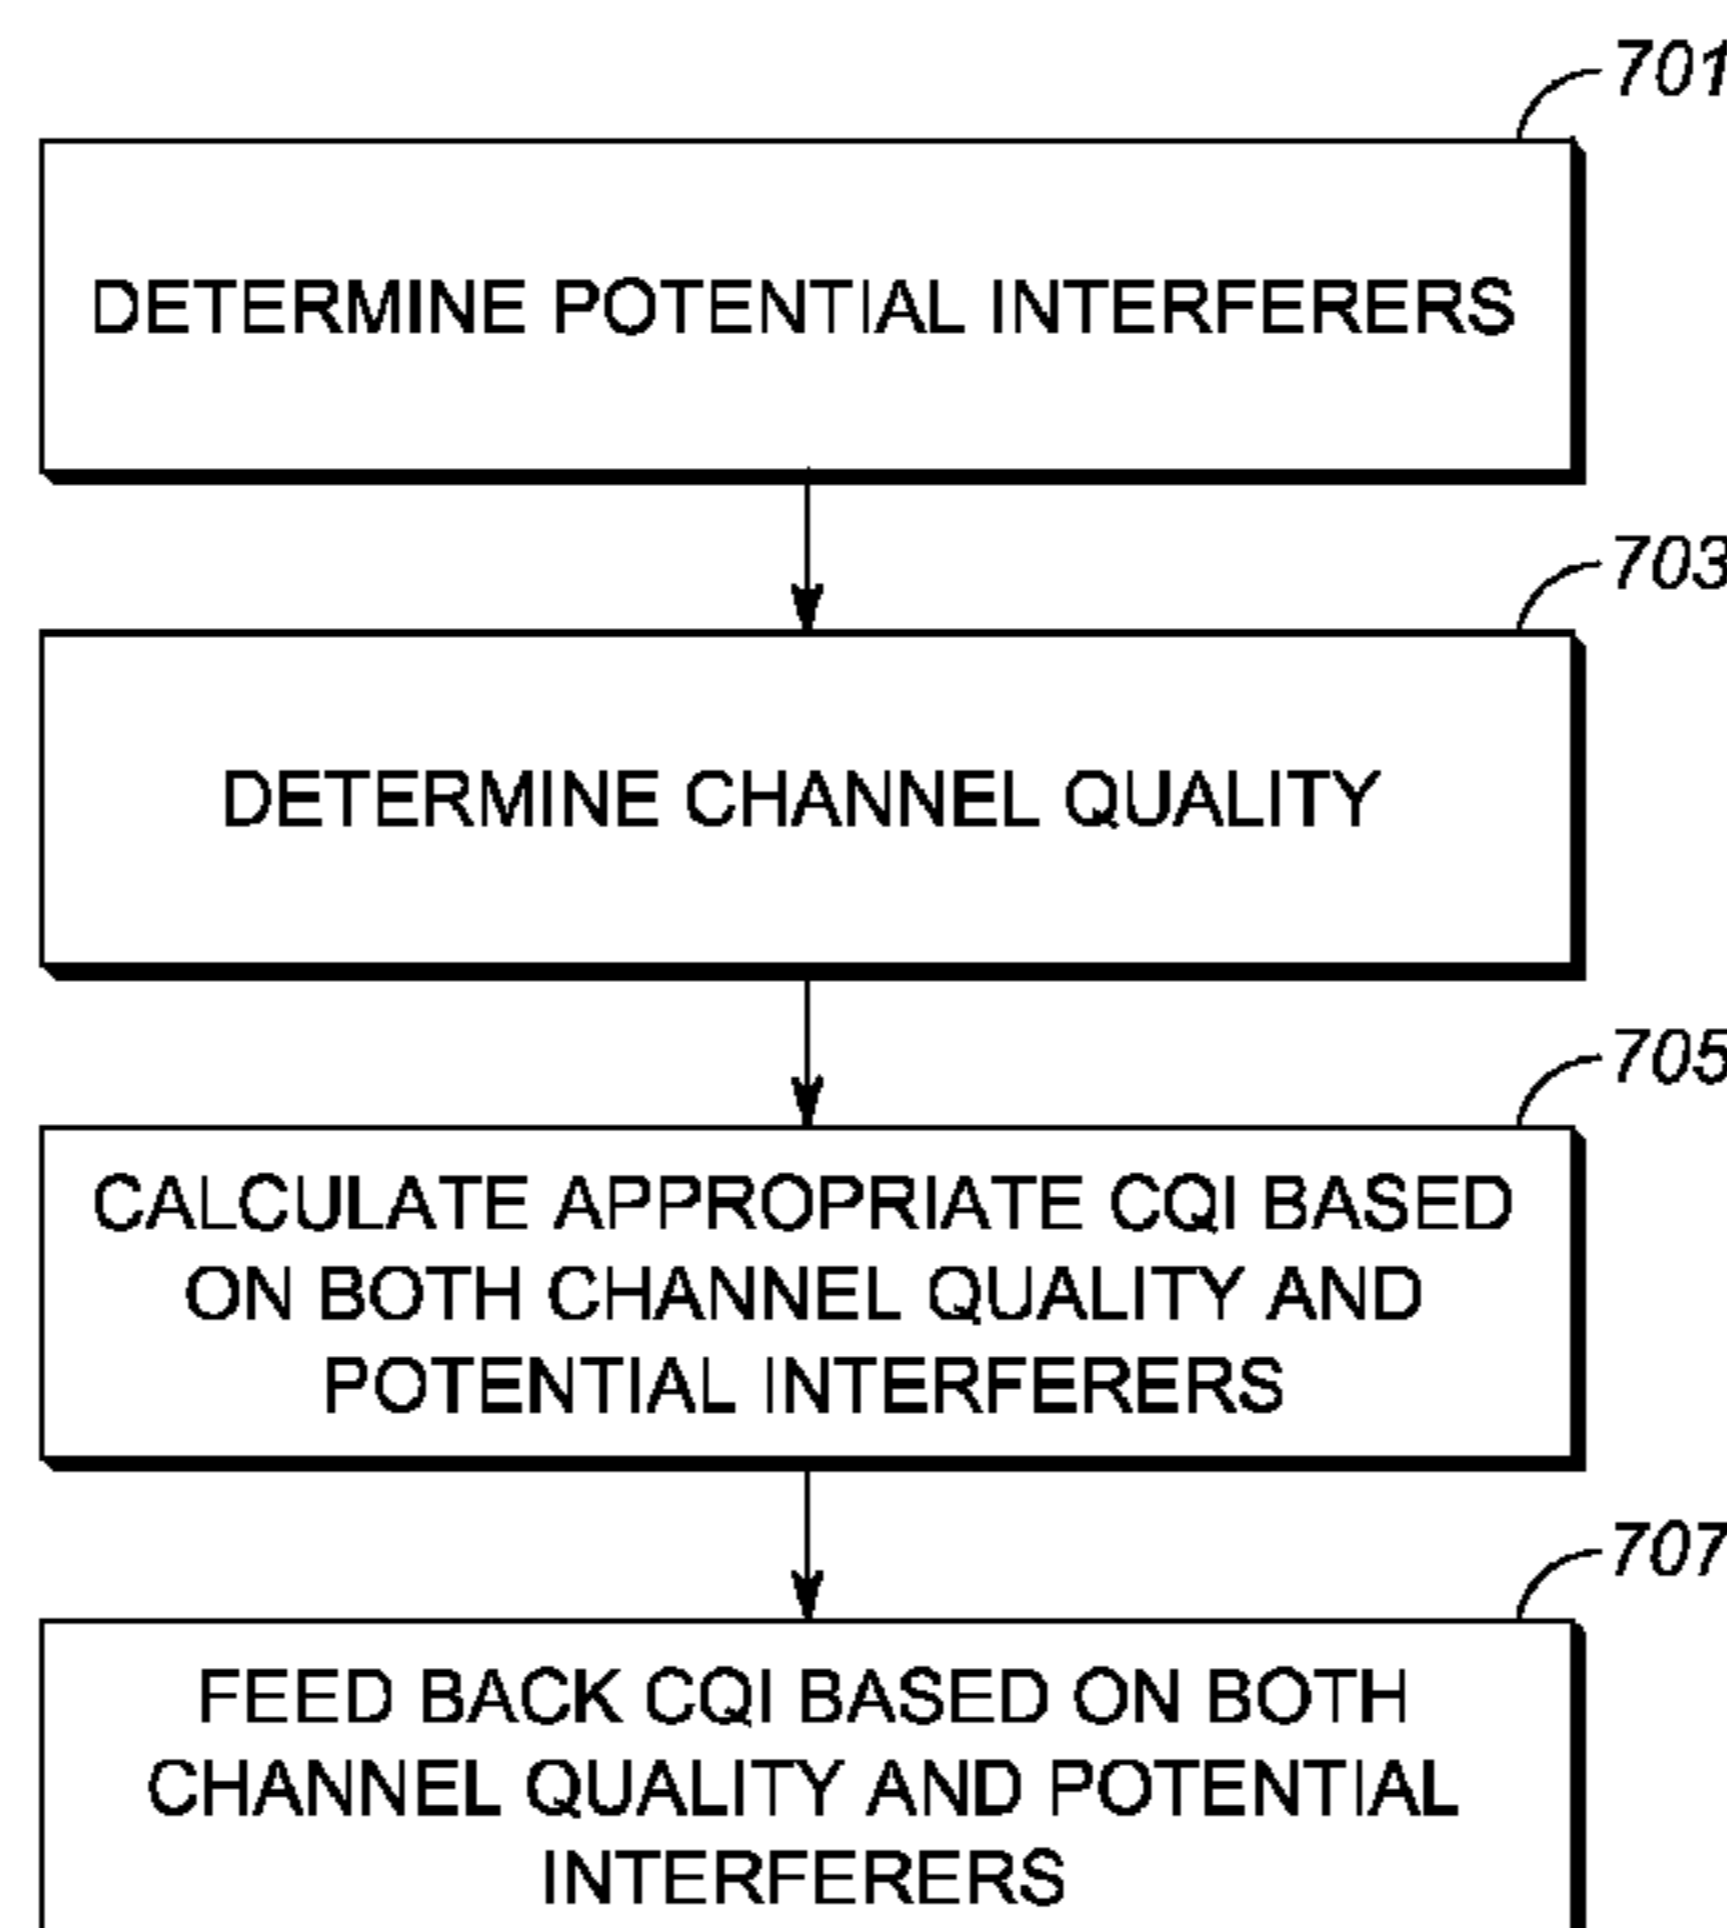 701
DETERMINE POTENTIAL INTERFERERS
703
DETERMINE CHANNEL QUALITY
705
CALCULATE APPROPRIATE CQI BASED
ON BOTH CHANNEL QUALITY AND
POTENTIAL INTERFERERS
707
FEED BACK CQI BASED ON BOTH
CHANNEL QUALITY AND POTENTIAL
INTERFERERS